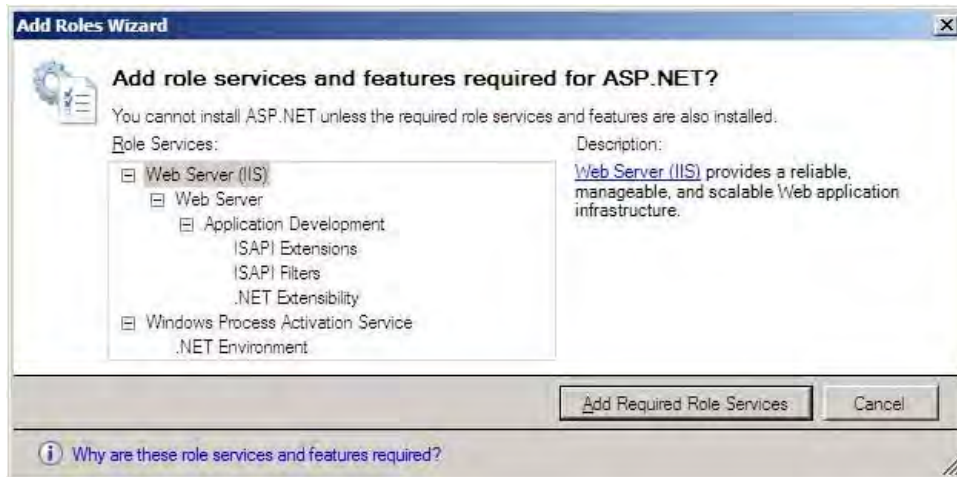 Add Roles Wizard
Add role services and features required for ASP.NET?
You cannot install ASP.NET unless the required role services and features are also installed.
Role Services:
Web Server (IIS)
Web Server
Application Development
ISAPI Extensions
ISAPI Filters
.NET Extensibility
Windows Process Activation Service
.NET Environment
Description:
Web Server (IIS) provides a reliable,
manageable, and scalable Web application
infrastructure.
Add Required Role Services
Cancel
Why are these role services and features required?